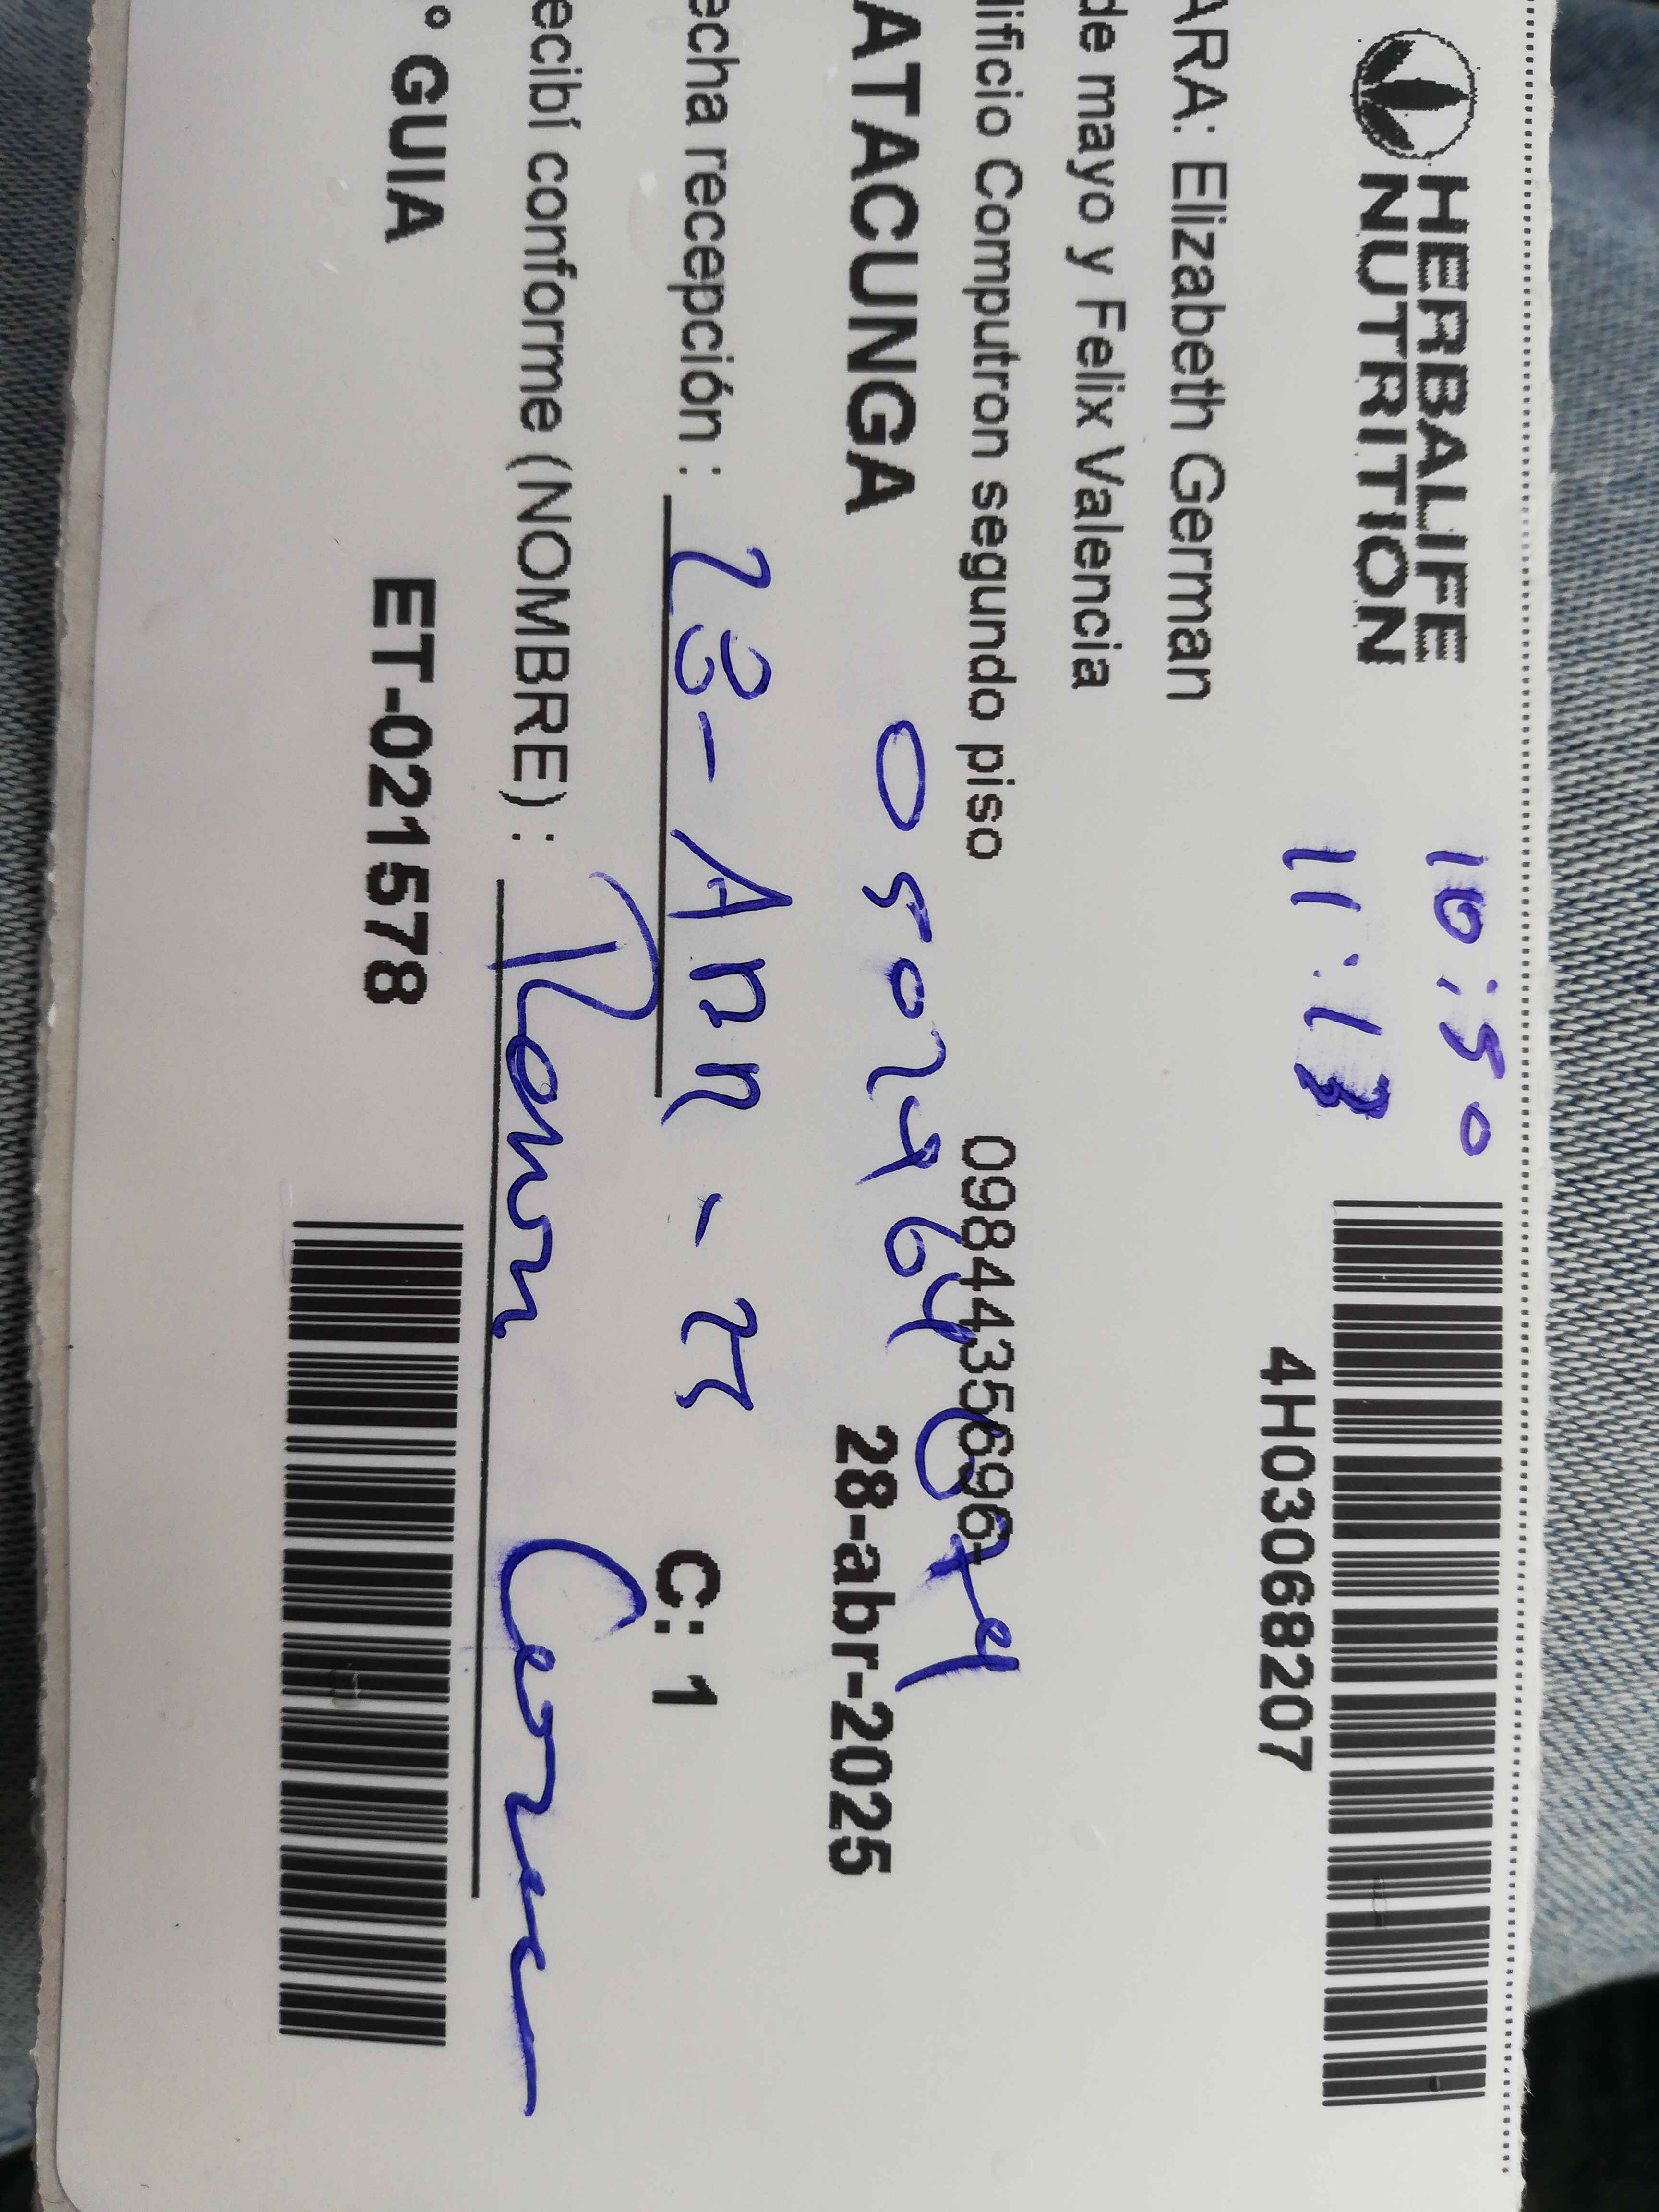 HERBALIFE
NUTRITION
10:50
11:13
4H03068207
ARA: Elizabeth German
de mayo y Felix Valencia
lificio Computron segundo piso
0984435696-
ATACUNGA
28-abr-2025
echa recepción :
C: 1
ecibí conforme (NOMBRE) :
° GUIA
ET-021578